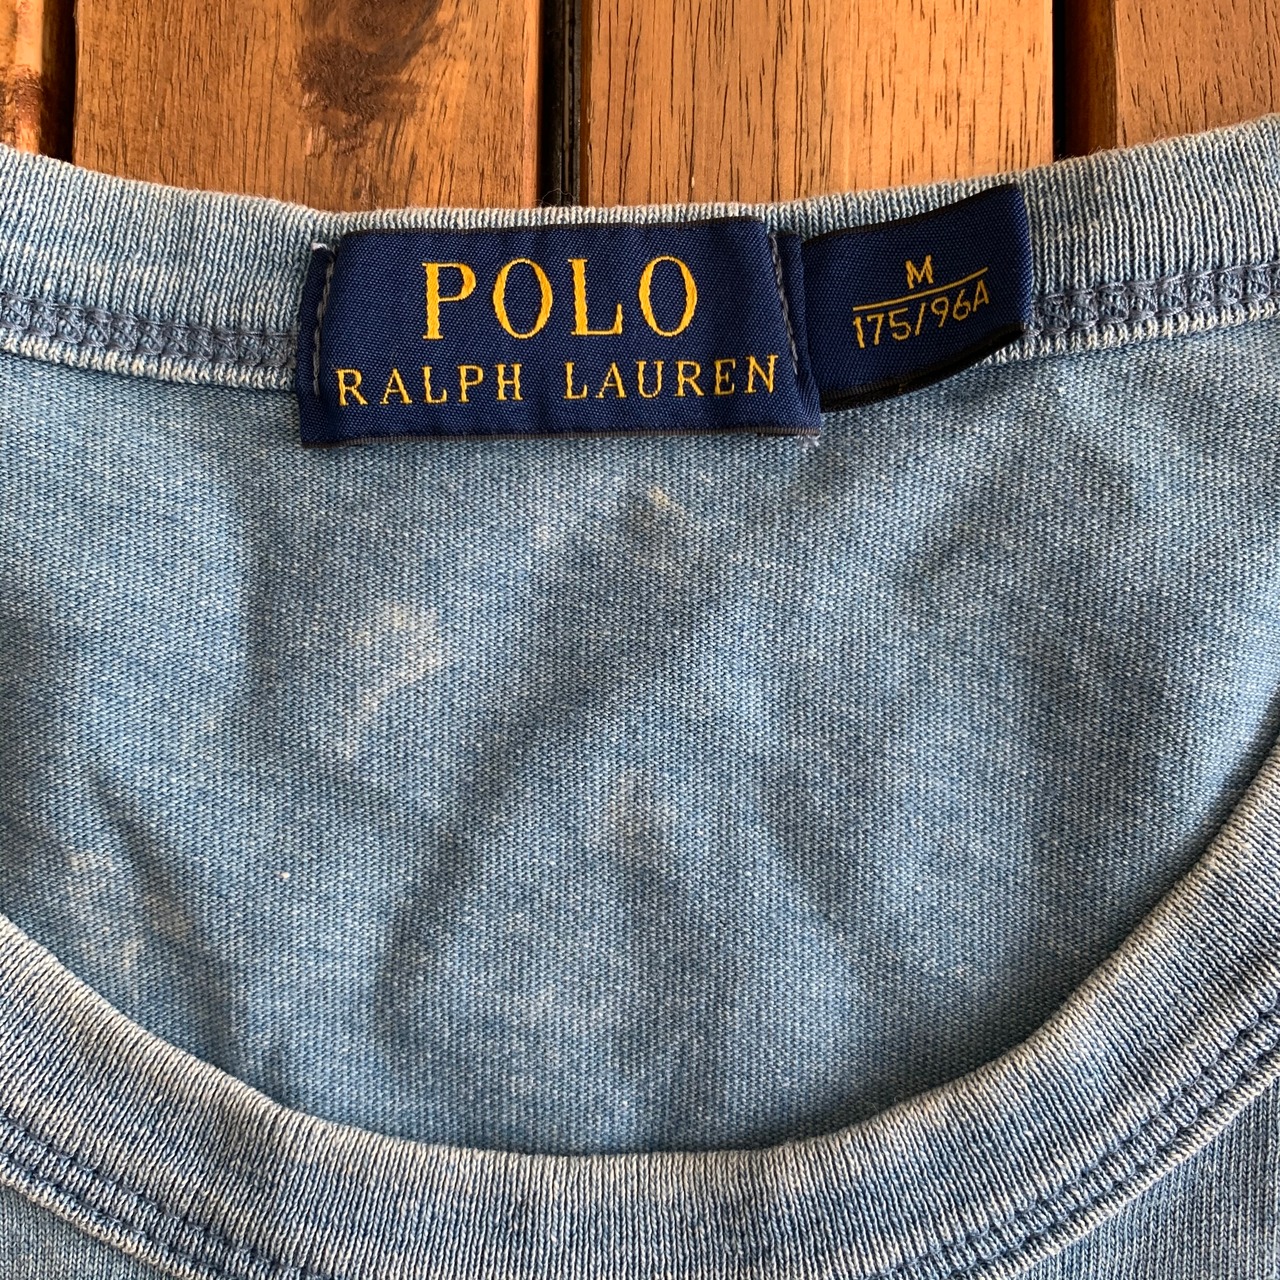 POLO
RALPH LAUREN
M
175/96A